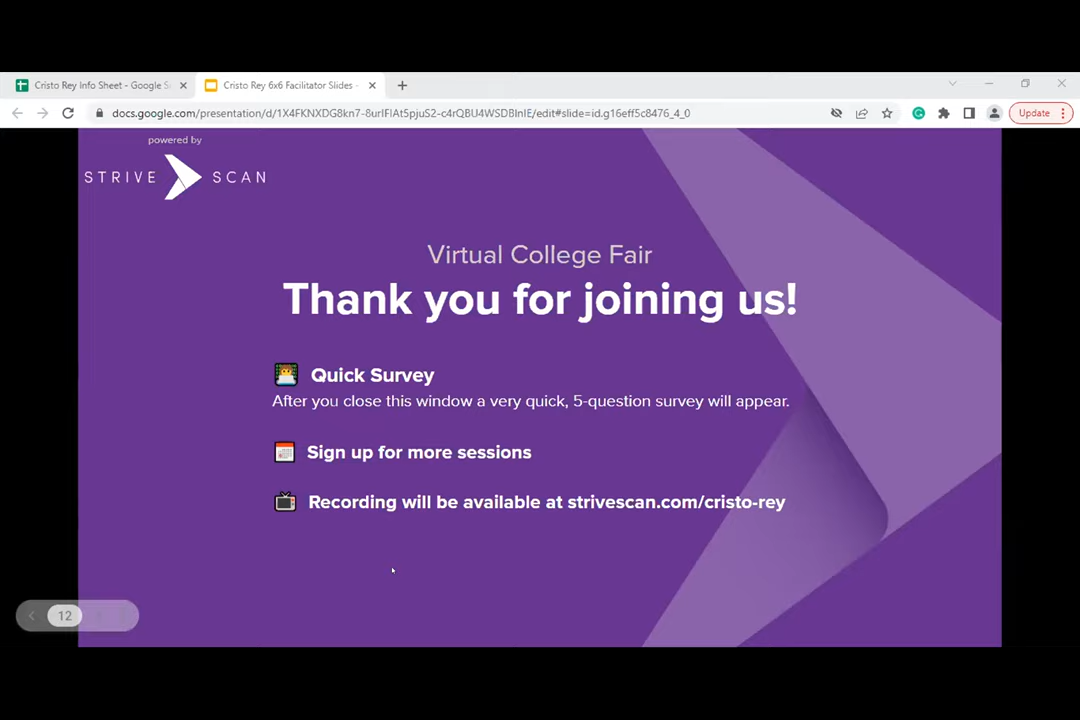 Cristo Rey Info Sheet - Google S
Cristo Rey 6x6 Facilitator Slides -
docs.google.com/presentation/d/1X4FKNXDG8kn7-8urlFlAt5pjuS2-c4rQBU4WSDBInIE/edit#slide=id.g16eff5c8476_4_0
Update
powered by
STRIVE SCAN
Virtual College Fair
Thank you for joining us!
Quick Survey
After you close this window a very quick, 5-question survey will appear.
Sign up for more sessions
Recording will be available at strivescan.com/cristo-rey
12